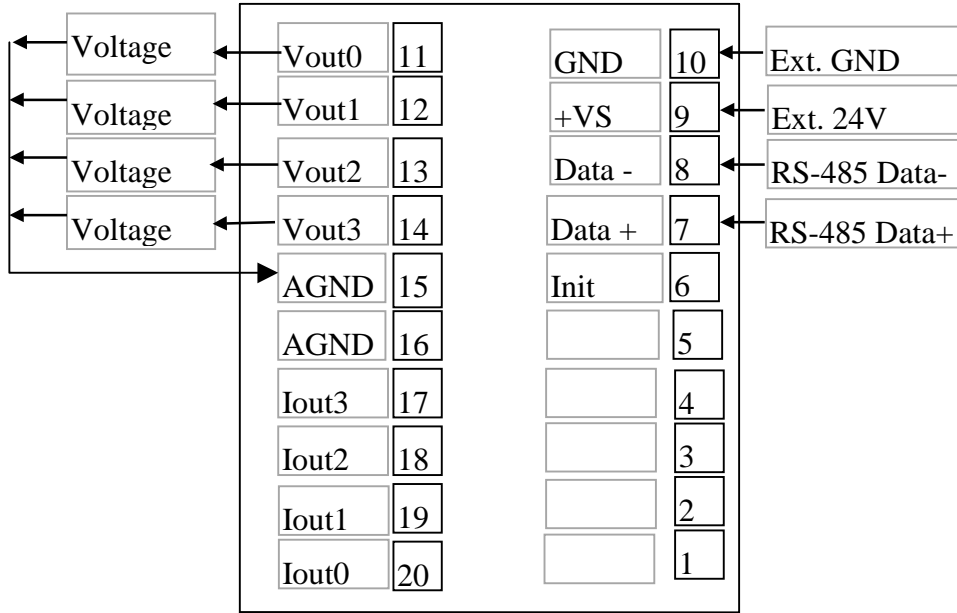 Voltage Vout0 11 GND 10 Ext. GND
Voltage Vout1 12 +VS 9 Ext. 24V
Voltage Vout2 13 Data - 8 RS-485 Data-
Voltage Vout3 14 Data + 7 RS-485 Data+
AGND 15 Init 6
AGND 16 5
Iout3 17 4
Iout2 18 3
Iout1 19 2
Iout0 20 1